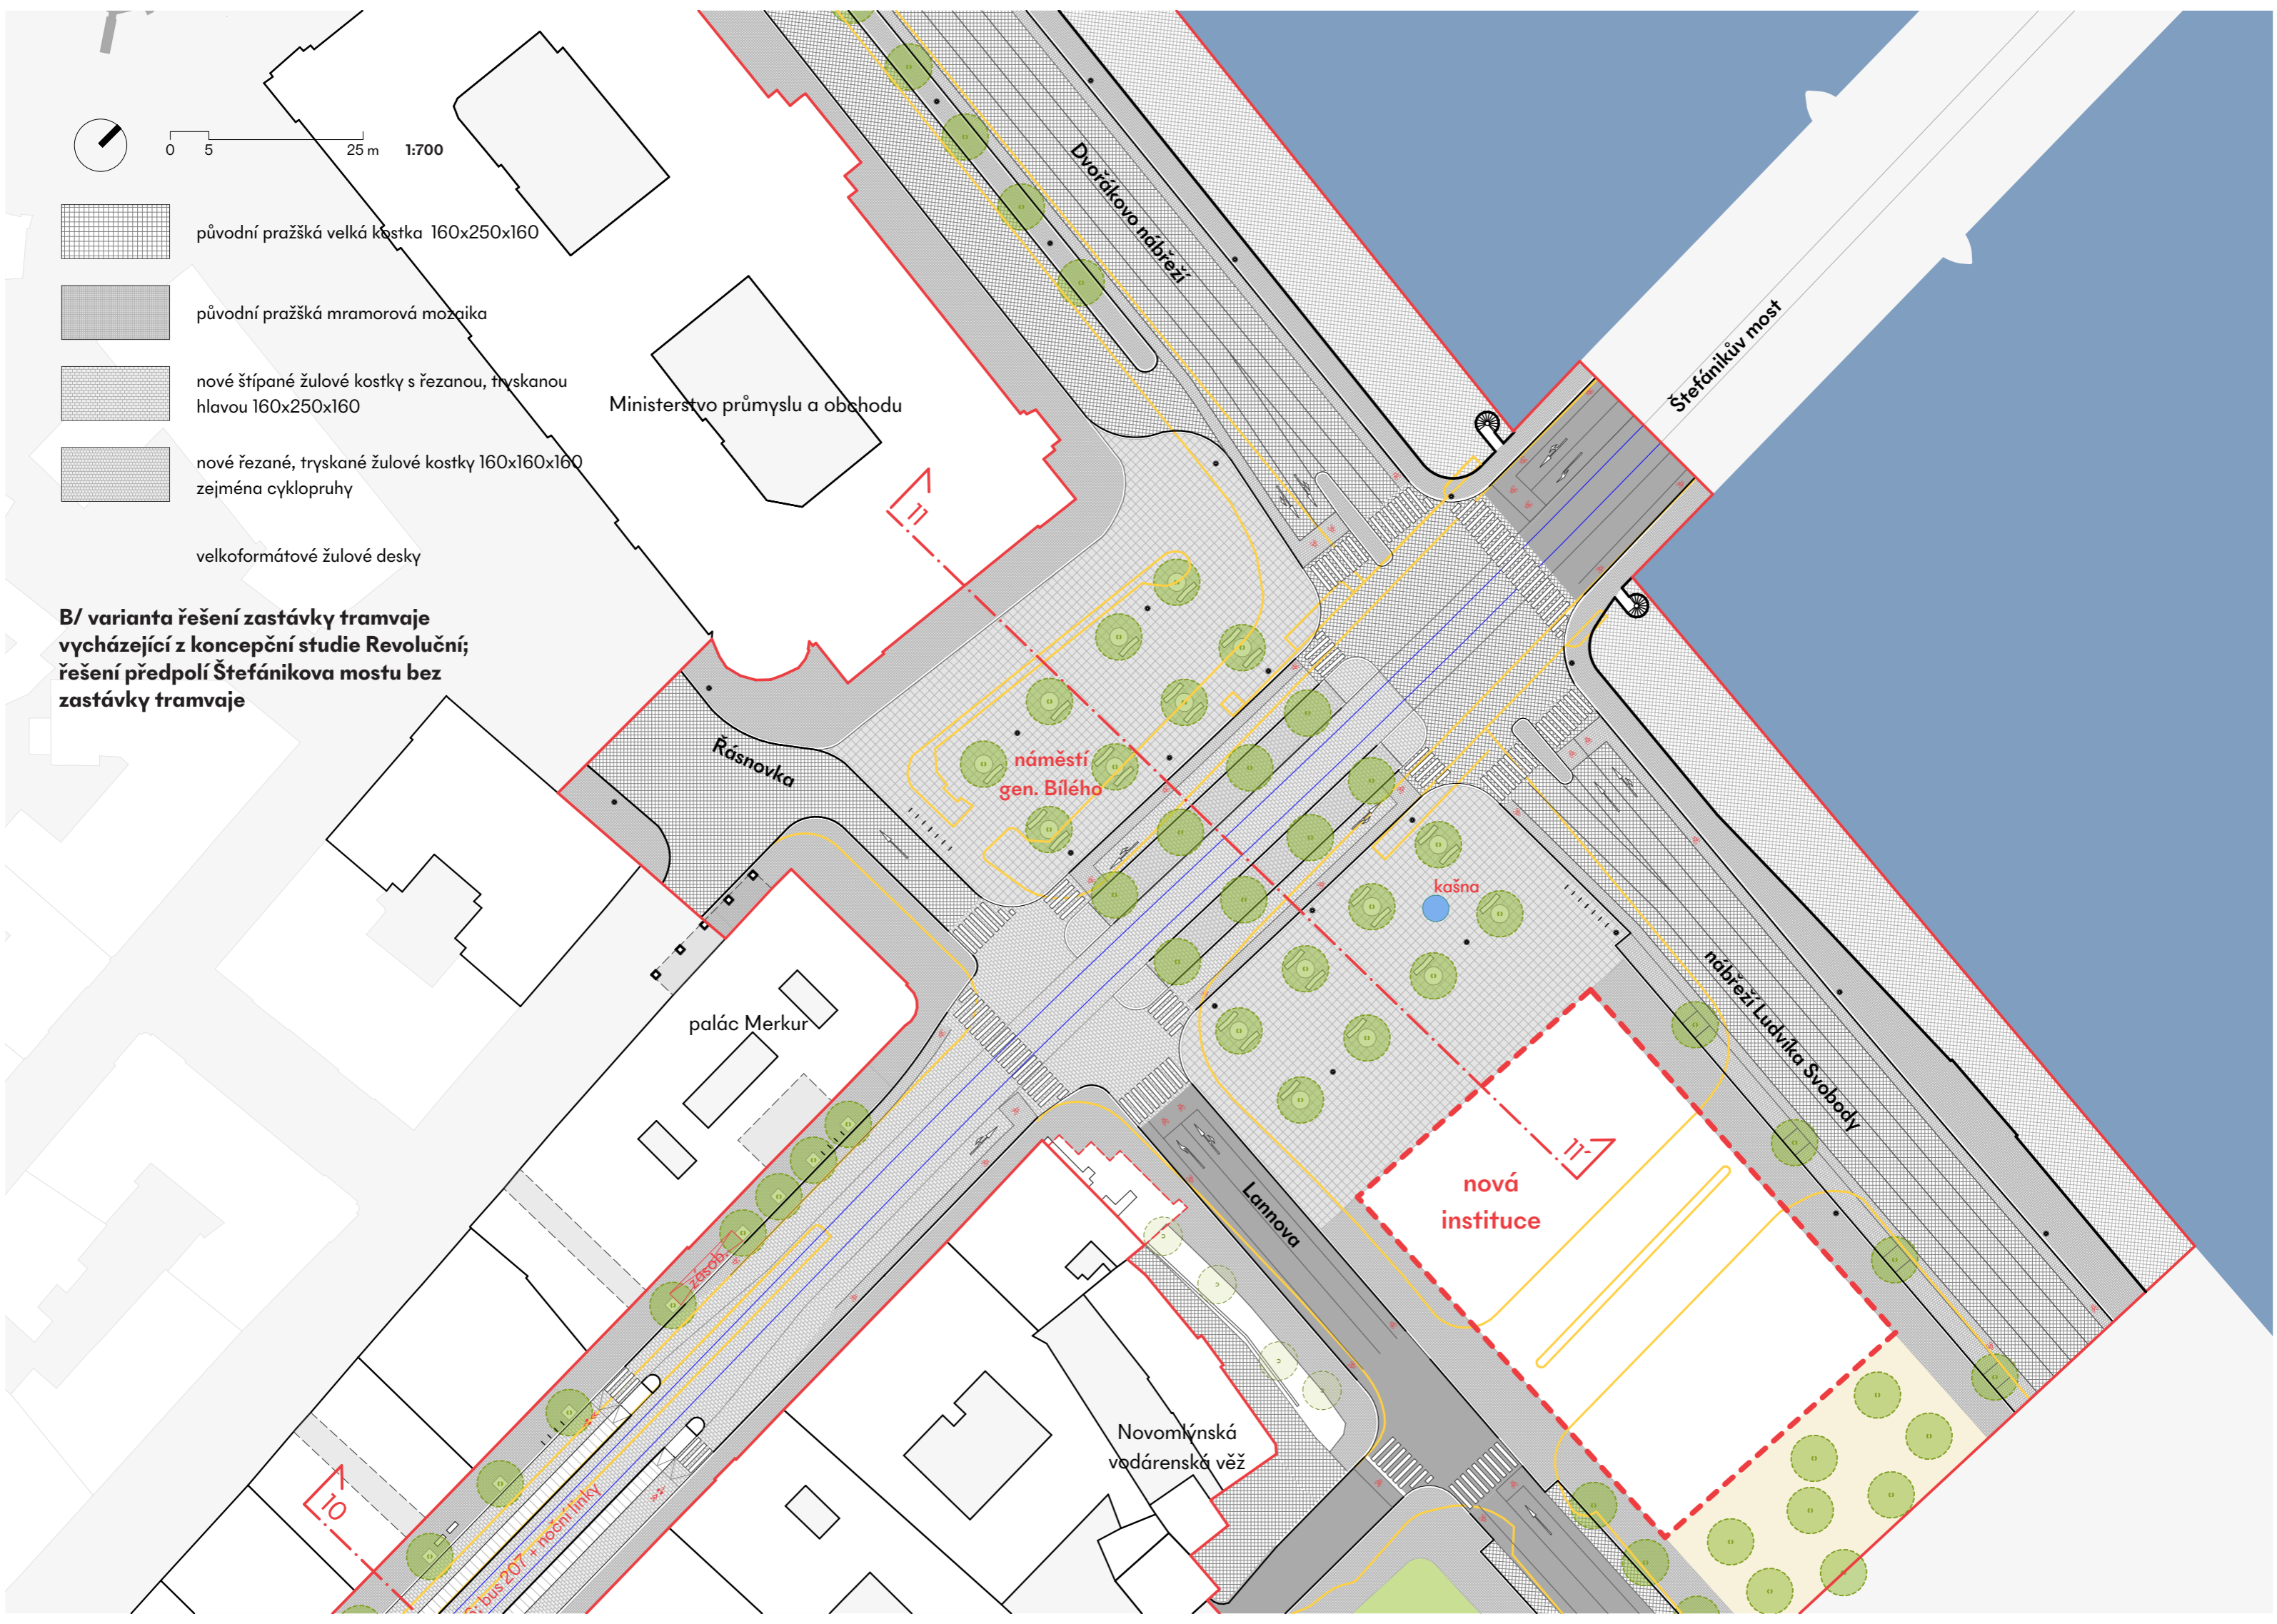 0 5 25 m 1:700
původní pražská velká kostka 160x250x160
původní pražská mramorová mozaika
nové štípané žulové kostky s řezanou, tryskanou
hlavou 160x250x160
nové řezané, tryskané žulové kostky 160x160x160
zejména cyklopruhy
velkoformátové žulové desky
B/ varianta řešení zastávky tramvaje
vycházející z koncepční studie Revoluční;
řešení předpolí Štefánikova mostu bez
zastávky tramvaje
Ministerstvo průmyslu a obchodu
Dvořákovo nábřeží
Štefánikův most
11
Řásnovka
náměstí
gen. Bílého
kašna
palác Merkur
nábřeží Ludvíka Svobody
11'
nová
instituce
Lannova
zásob.
Novomlýnská
vodárenská věž
10
bus 207 + noční linky